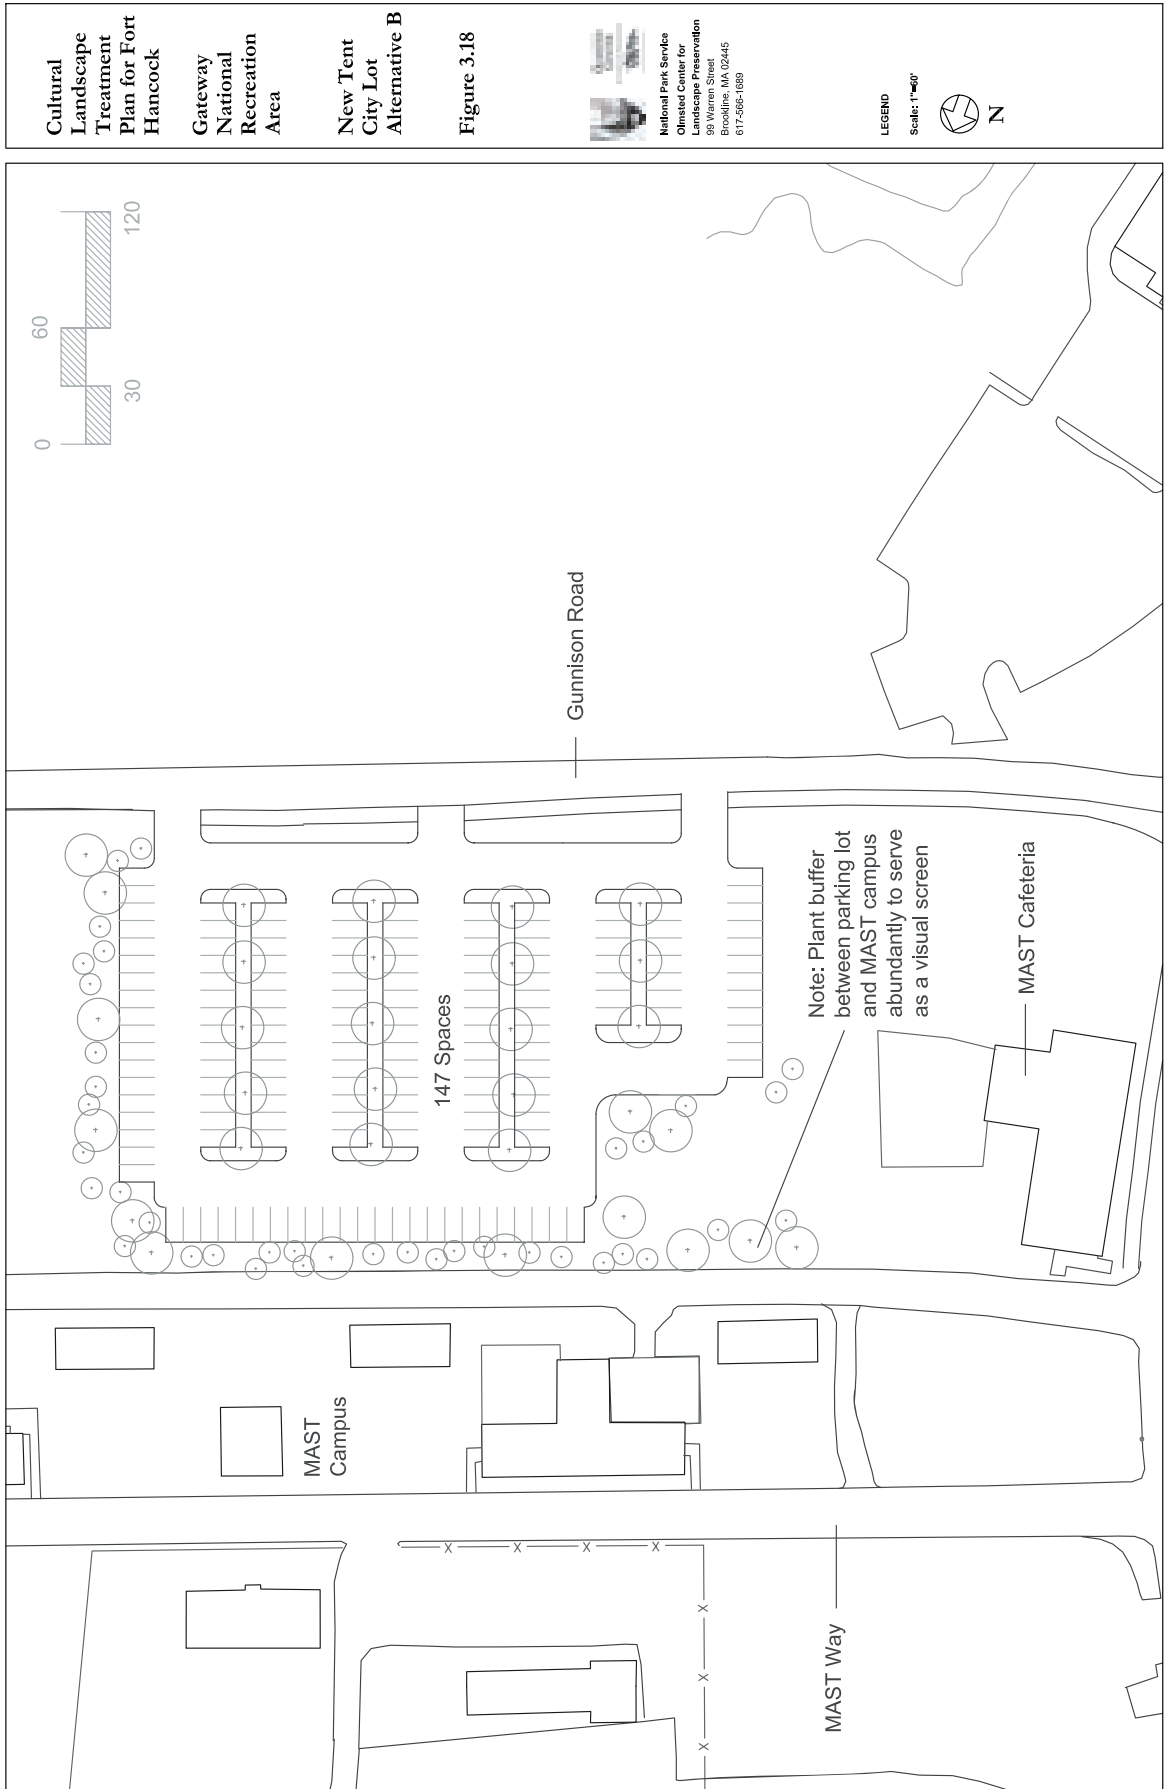 Cultural
Landscape
Treatment
Plan for Fort
Hancock
Gateway
National
Recreation
Area
New Tent
City Lot
Alternative B
Figure 3.18
National Park Service
Olmsted Center for
Landscape Preservation
99 Warren Street
Brookline, MA 02445
617-566-1689
LEGEND
Scale: 1"=60'
N
0
30
60
120
Gunnison Road
147 Spaces
Note: Plant buffer
between parking lot
and MAST campus
abundantly to serve
as a visual screen
MAST Cafeteria
MAST
Campus
MAST Way
X
X
X
X
X
X
X